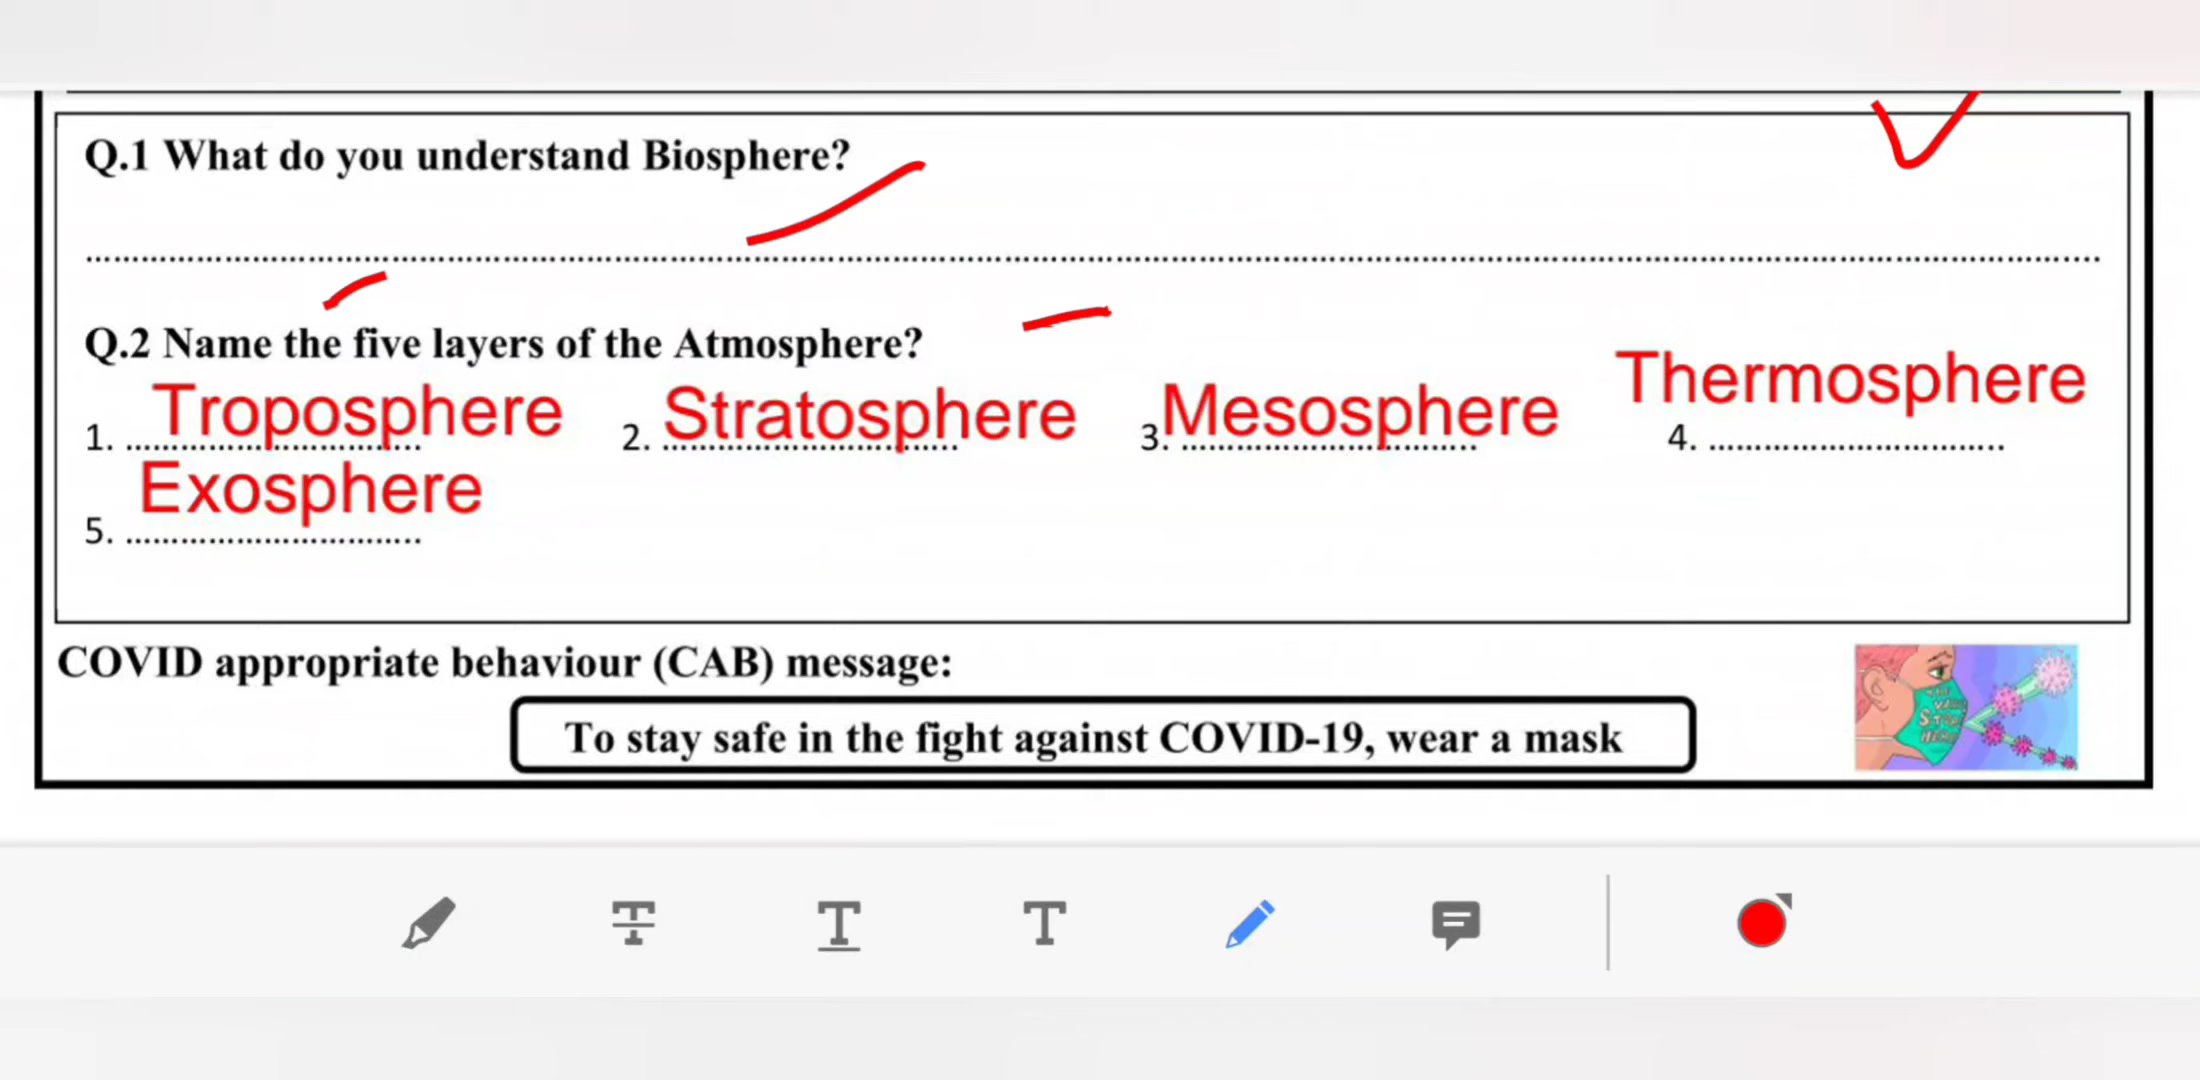 Q.1 What do you understand Biosphere?
Q.2 Name the five layers of the Atmosphere?
1. Troposphere 2. Stratosphere 3. Mesosphere 4. Thermosphere
5. Exosphere
COVID appropriate behaviour (CAB) message:
To stay safe in the fight against COVID-19, wear a mask